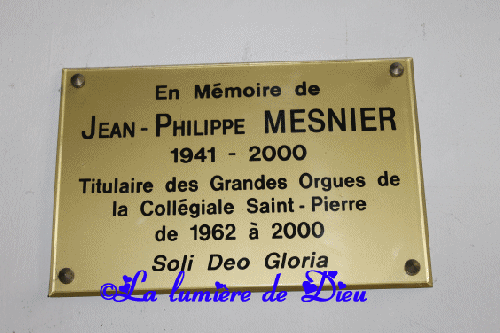 En Mémoire de
JEAN-PHILIPPE MESNIER
1941 - 2000
Titulaire des Grandes Orgues de
la Collégiale Saint-Pierre
de 1962 à 2000
Soli Deo Gloria
©La lumière de Dieu